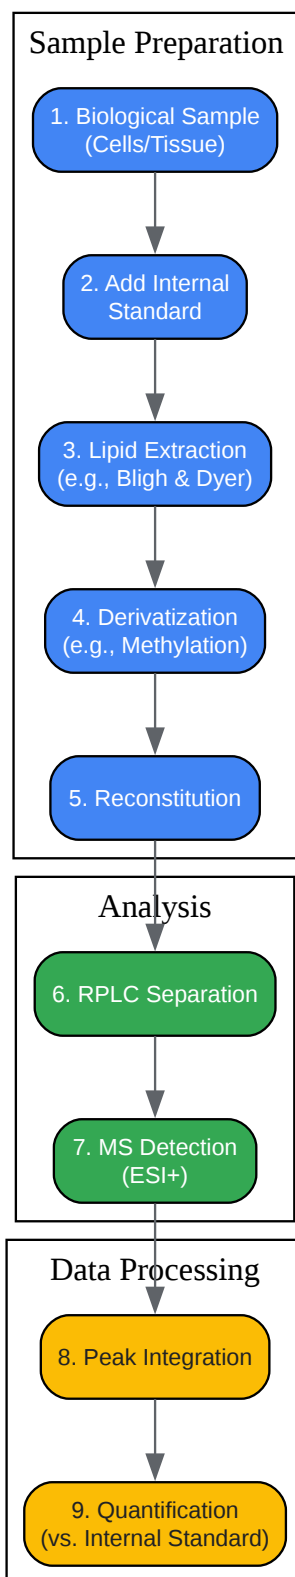 Sample Preparation
1. Biological Sample
(Cells/Tissue)
2. Add Internal
Standard
3. Lipid Extraction
(e.g., Bligh & Dyer)
4. Derivatization
(e.g., Methylation)
5. Reconstitution
Analysis
6. RPLC Separation
7. MS Detection
(ESI+)
Data Processing
8. Peak Integration
9. Quantification
(vs. Internal Standard)